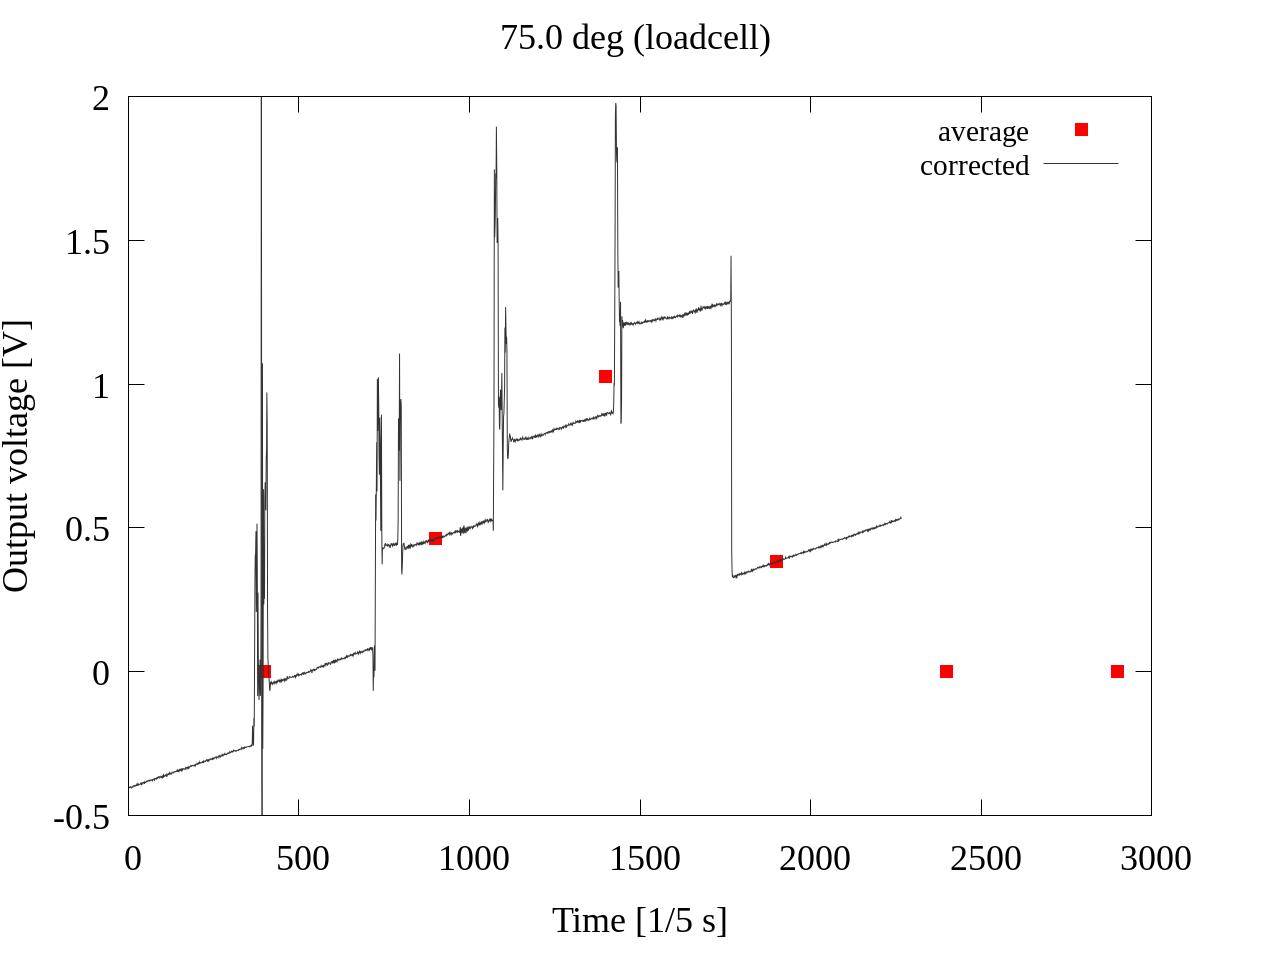 75.0 deg (loadcell)
average
corrected
Output voltage [V]
2
1.5
1
0.5
0
-0.5
0 500 1000 1500 2000 2500 3000
Time [1/5 s]